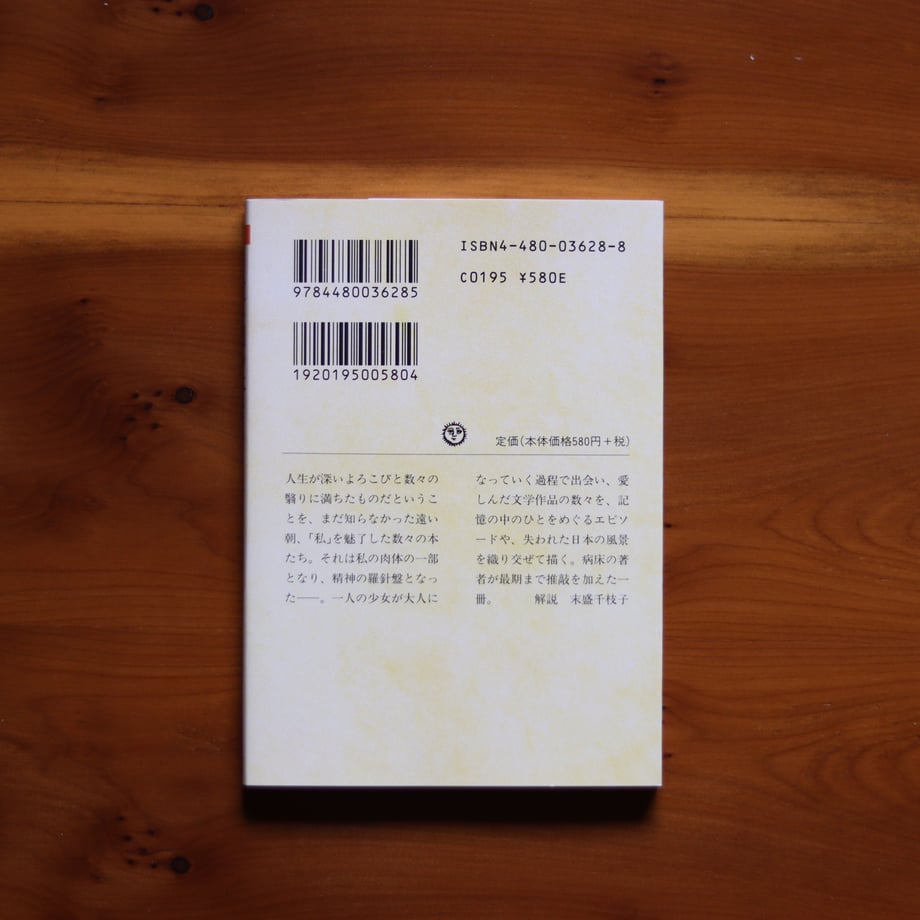 ISBN4-480-03628-8
C0195 ¥580E
9784480036285
1920195005804
定価(本体価格580円+税)
人生が深いよろこびと数々の
翳りに満ちたものだというこ
とを、まだ知らなかった遠い
朝、「私」を魅了した数々の本
たち。それは私の肉体の一部
となり、精神の羅針盤となっ
た——。一人の少女が大人に
なっていく過程で出会い、愛
しんだ文学作品の数々を、記
憶の中のひとをめぐるエピソ
ードや、失われた日本の風景
を織り交ぜて描く。病床の著
者が最期まで推敲を加えた一
冊。 解説 末盛千枝子